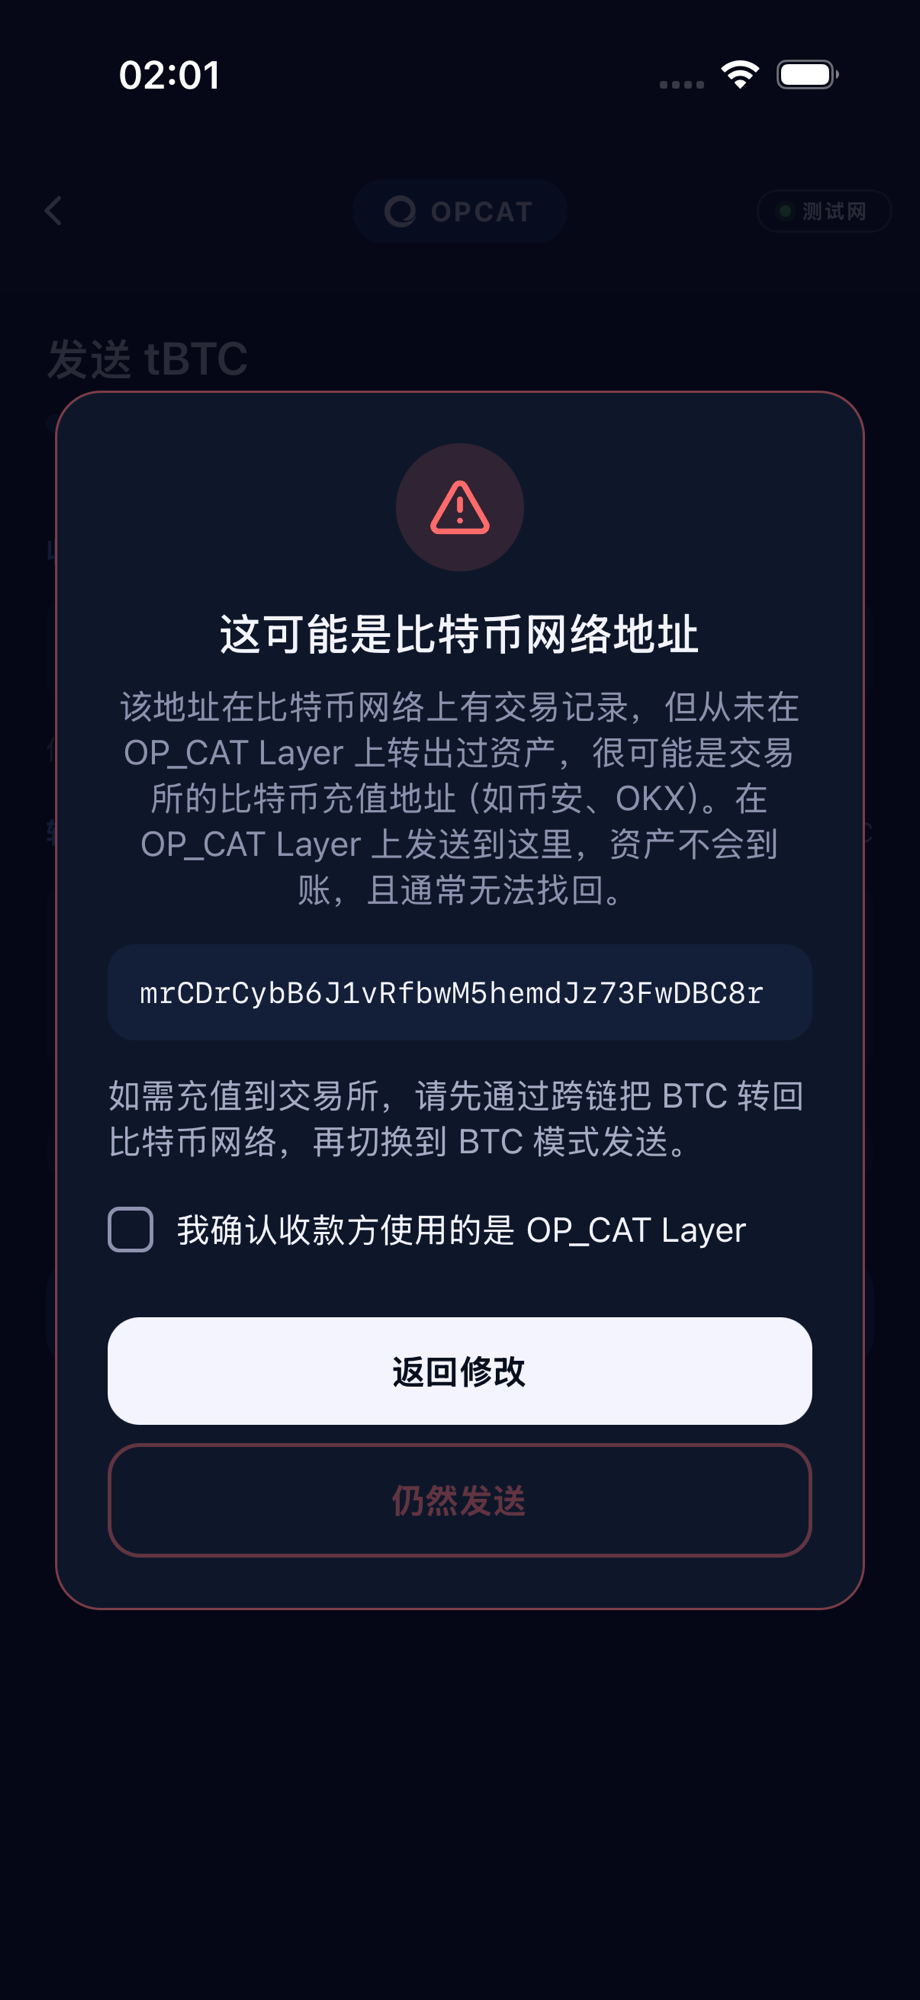 02:01
OPCAT
测试网
发送 tBTC
这可能是比特币网络地址
该地址在比特币网络上有交易记录，但从未在
OP_CAT Layer 上转出过资产，很可能是交易
所的比特币充值地址 (如币安、OKX)。在
OP_CAT Layer 上发送到这里，资产不会到
账，且通常无法找回。
mrCDrCybB6J1vRfbwM5hemdJz73FwDBC8r
如需充值到交易所，请先通过跨链把 BTC 转回
比特币网络，再切换到 BTC 模式发送。
我确认收款方使用的是 OP_CAT Layer
返回修改
仍然发送